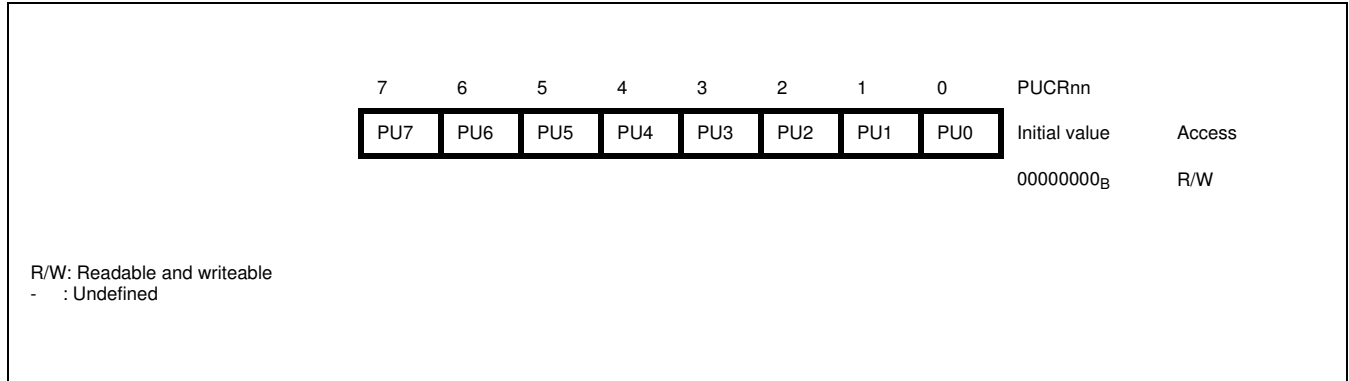 7 6 5 4 3 2 1 0 PUCRnn
PU7 PU6 PU5 PU4 PU3 PU2 PU1 PU0 Initial value Access
00000000B R/W
R/W: Readable and writeable
- : Undefined